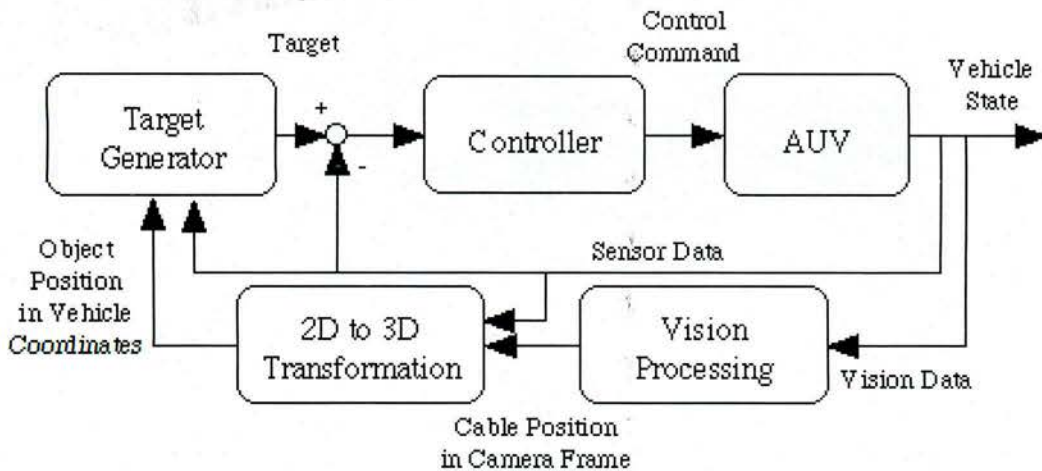 Target
Control
Command
Vehicle
State
Target
Generator
+
-
Controller
AUV
Object
Position
in Vehicle
Coordinates
Sensor Data
2D to 3D
Transformation
Vision
Processing
Vision Data
Cable Position
in Camera Frame